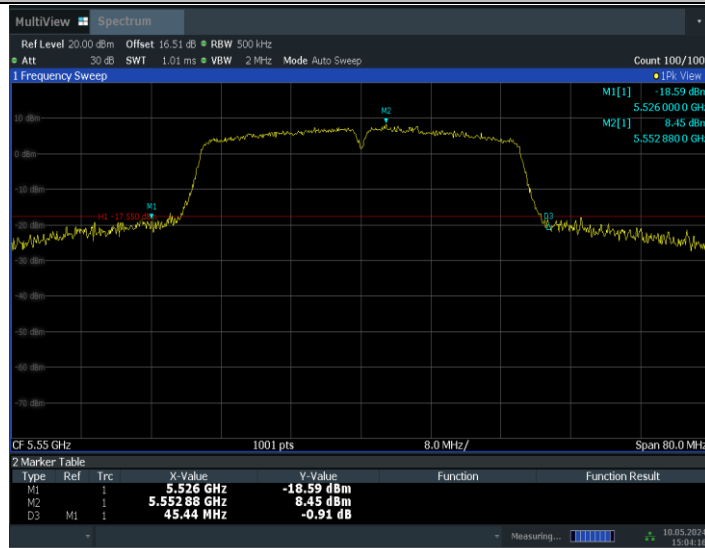 MultiView Spectrum
Ref Level 20.00 dBm Offset 16.51 dB RBW 500 kHz
Att 30 dB SWT 1.01 ms VBW 2 MHz Mode Auto Sweep Count 100/100
1 Frequency Sweep 1Pk View
M1[1] -18.59 dBm
5.526 000 0 GHz
M2[1] 8.45 dBm
5.552 880 0 GHz
M2
10 dBm
0 dBm
-10 dBm
M1
H1 -17.550 dBm
D3
-20 dBm
-30 dBm
-40 dBm
-50 dBm
-60 dBm
-70 dBm
CF 5.55 GHz 1001 pts 8.0 MHz/ Span 80.0 MHz
2 Marker Table
Type Ref Trc X-Value Y-Value Function Function Result
M1 1 5.526 GHz -18.59 dBm
M2 1 5.552 88 GHz 8.45 dBm
D3 M1 1 45.44 MHz -0.91 dB
Measuring... 10.05.2024
15:04:16